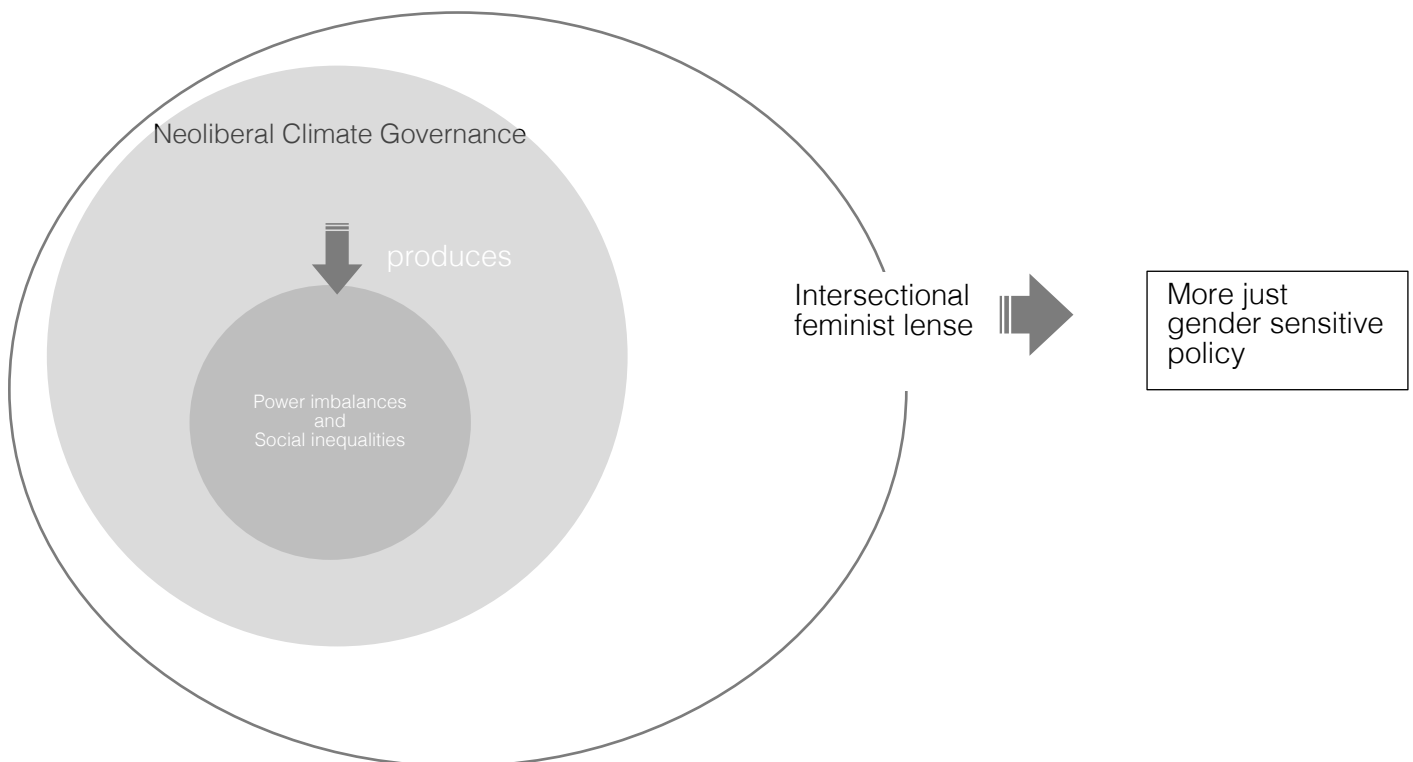 Neoliberal Climate Governance
produces
Power imbalances
and
Social inequalities
Intersectional
feminist lense
More just
gender sensitive
policy